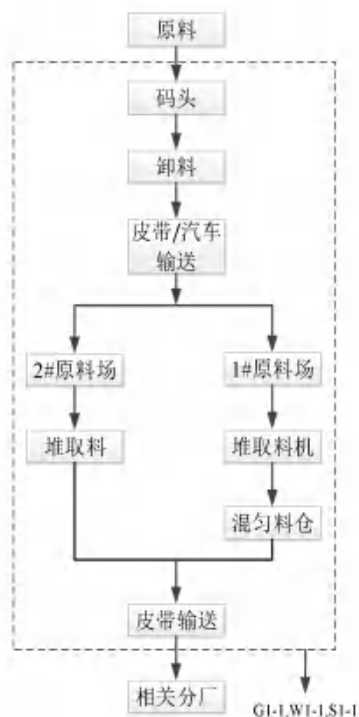 原料
码头
卸料
皮带/汽车
输送
2#原料场
1#原料场
堆取料
堆取料机
混匀料仓
皮带输送
相关分厂
G1-1,W1-1,S1-1